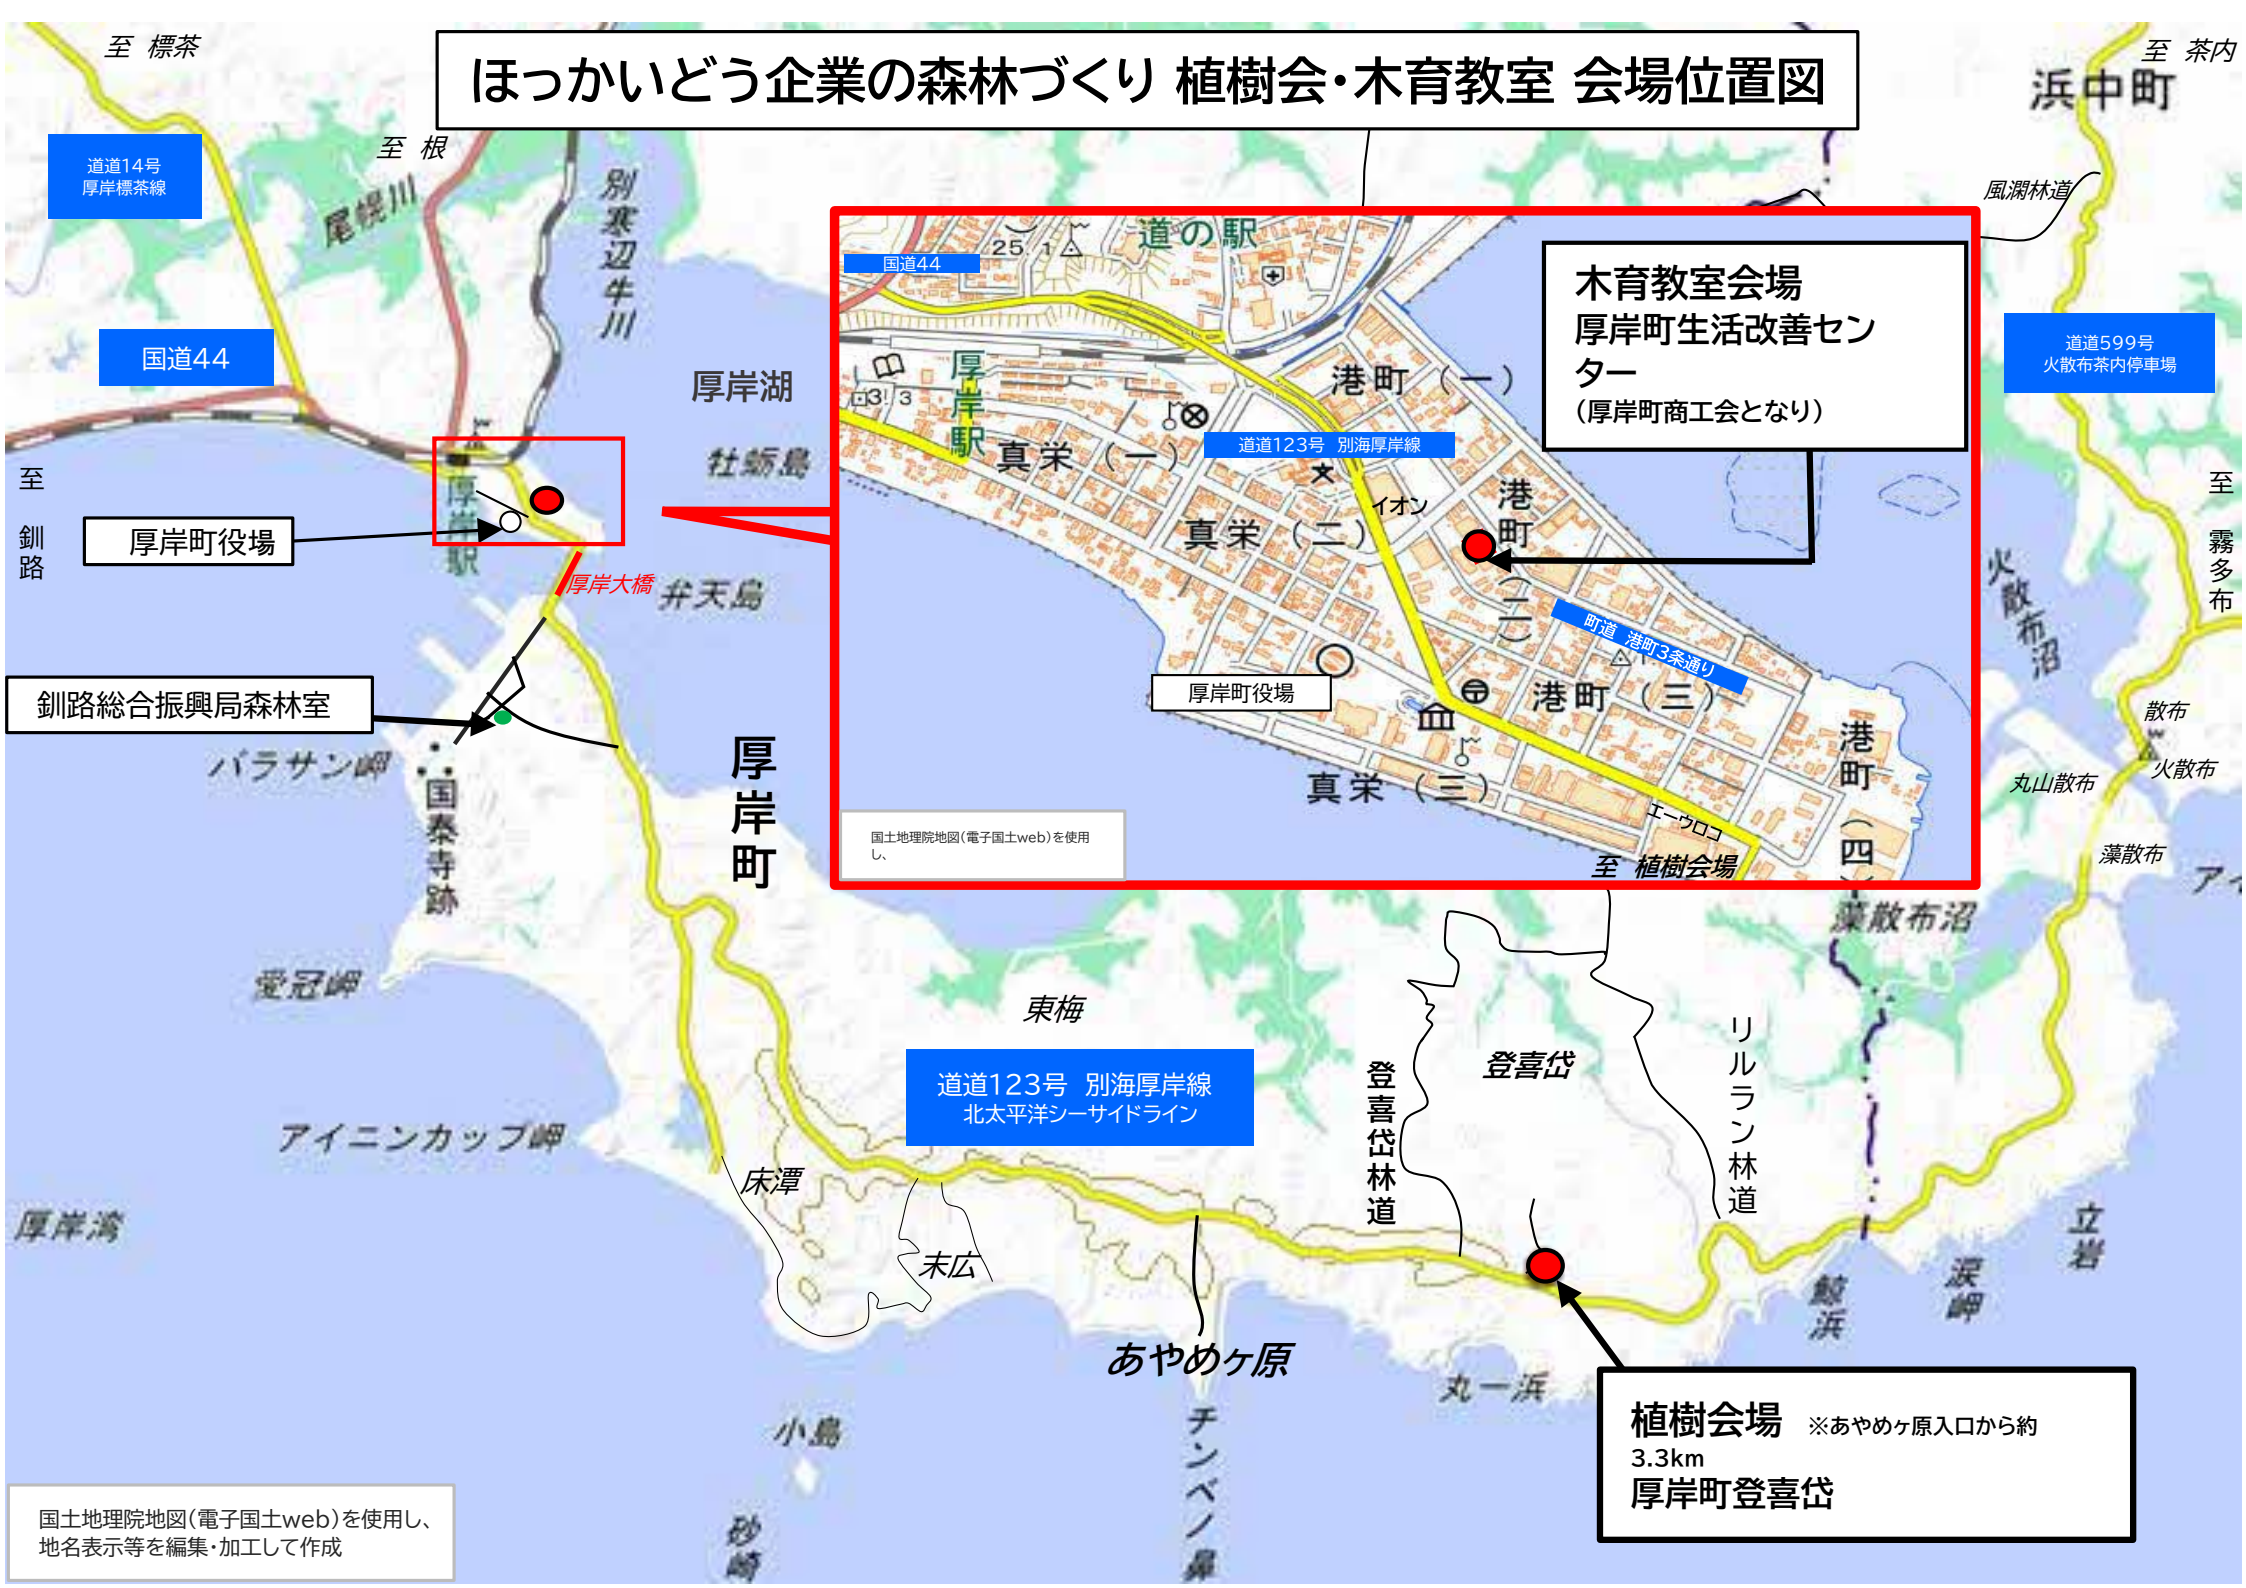 ほっかいどう企業の森林づくり 植樹会・木育教室 会場位置図
至 標茶
至 茶内
浜中町
至 根
道道14号
厚岸標茶線
尾幌川
別寒辺牛川
風澗林道
国道44
道の駅
25.1
国道44
木育教室会場
厚岸町生活改善セン
ター
(厚岸町商工会となり)
道道599号
火散布茶内停車場
厚岸湖
牡蛎島
厚岸駅
3.3
港町(一)
真栄(一)
道道123号 別海厚岸線
イオン
港町(二)
真栄(二)
至 釧路
厚岸駅
厚岸町役場
厚岸大橋
弁天島
至 霧多布
火散布沼
町道 港町3条通り
厚岸町役場
港町(三)
港町(四)
真栄(三)
エーウロコ
至 植樹会場
国土地理院地図(電子国土web)を使用
し、
釧路総合振興局森林室
バラサン岬
国泰寺跡
厚岸町
散布
火散布
丸山散布
藻散布
アイ
藻散布沼
愛冠岬
東梅
道道123号 別海厚岸線
北太平洋シーサイドライン
登喜岱林道
登喜岱
リルラン林道
アイニンカップ岬
床潭
末広
厚岸湾
立岩
涙岬
鯨浜
あやめヶ原
丸一浜
小島
チンベノ鼻
砂崎
植樹会場 ※あやめヶ原入口から約
3.3km
厚岸町登喜岱
国土地理院地図(電子国土web)を使用し、
地名表示等を編集・加工して作成